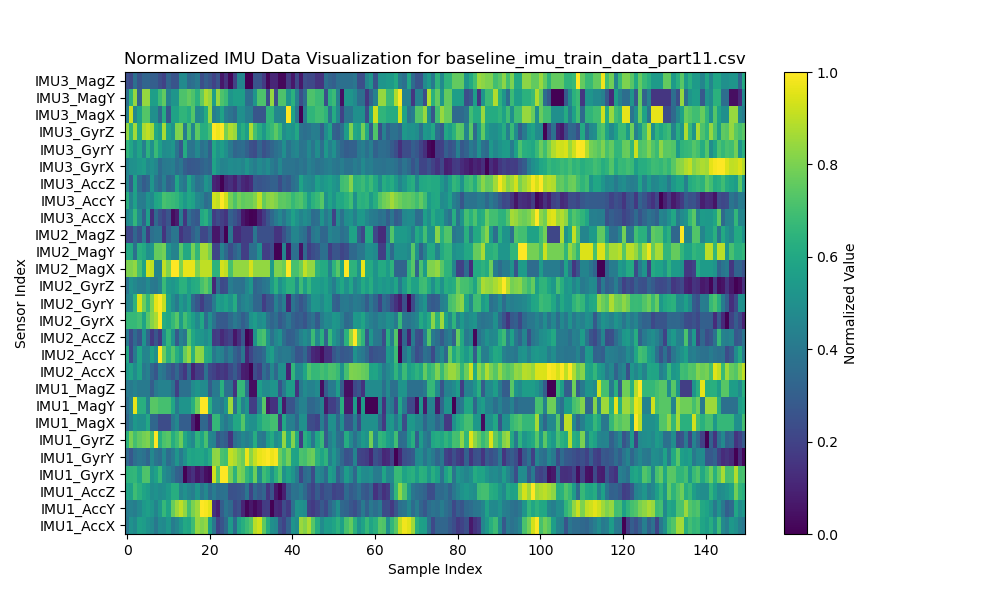 Normalized IMU Data Visualization for baseline_imu_train_data_part11.csv
Sensor Index
IMU3_MagZ
IMU3_MagY
IMU3_MagX
IMU3_GyrZ
IMU3_GyrY
IMU3_GyrX
IMU3_AccZ
IMU3_AccY
IMU3_AccX
IMU2_MagZ
IMU2_MagY
IMU2_MagX
IMU2_GyrZ
IMU2_GyrY
IMU2_GyrX
IMU2_AccZ
IMU2_AccY
IMU2_AccX
IMU1_MagZ
IMU1_MagY
IMU1_MagX
IMU1_GyrZ
IMU1_GyrY
IMU1_GyrX
IMU1_AccZ
IMU1_AccY
IMU1_AccX
0 20 40 60 80 100 120 140
Sample Index
1.0
0.8
0.6
0.4
0.2
0.0
Normalized Value